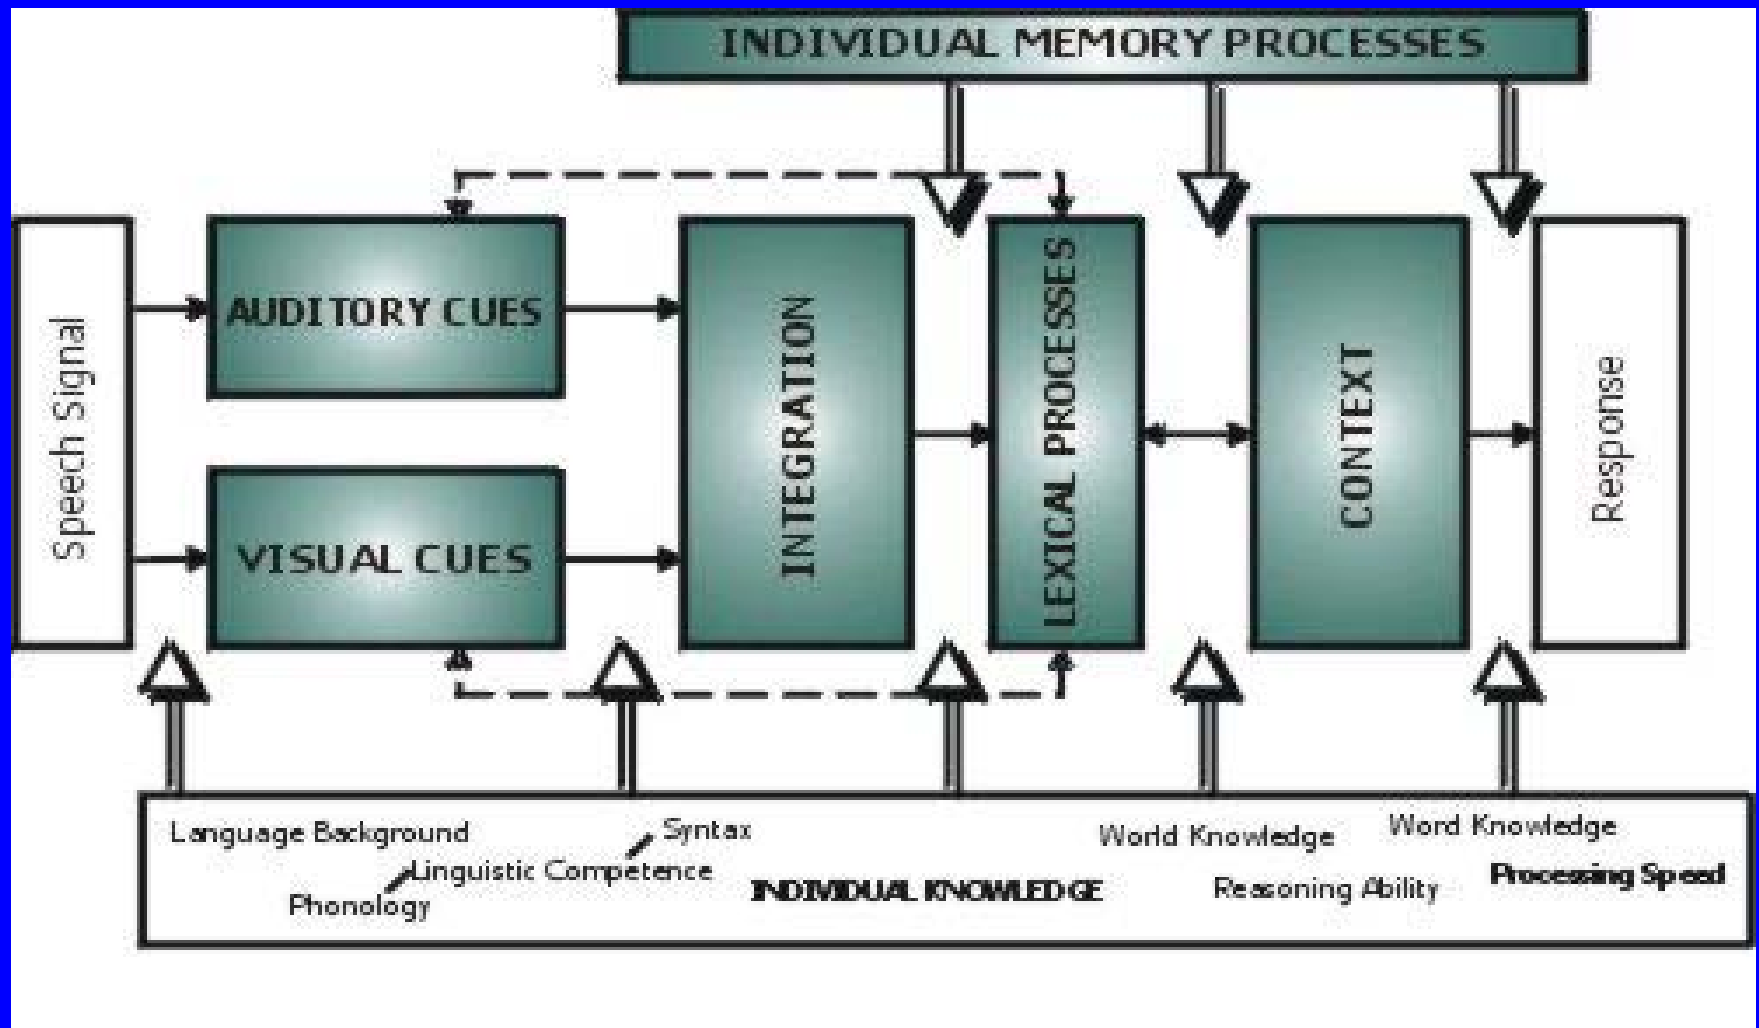 INDIVIDUAL MEMORY PROCESSES
Speech Signal
AUDITORY CUES
VISUAL CUES
INTEGRATION
LEXICAL PROCESSES
CONTEXT
Response
Language Background
Syntax
Linguistic Competence
Phonology
INDIVIDUAL KNOWLEDGE
World Knowledge
Word Knowledge
Reasoning Ability
Processing Speed